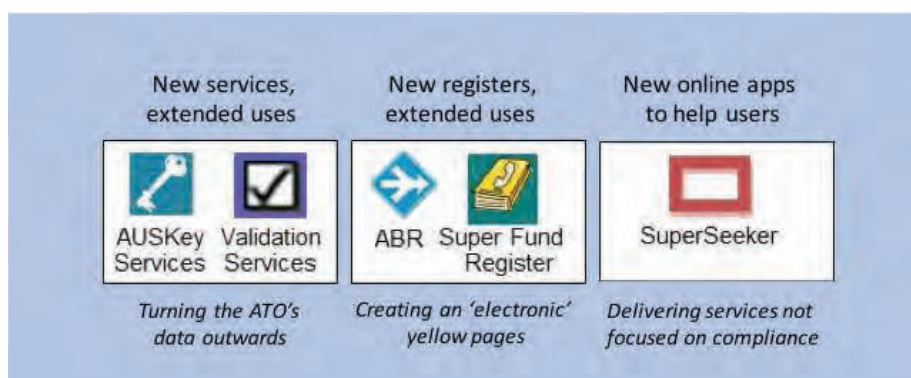 New services,
extended uses
AUSKey
Services
Validation
Services
Turning the ATO's
data outwards
New registers,
extended uses
ABR
Super Fund
Register
Creating an 'electronic'
yellow pages
New online apps
to help users
SuperSeeker
Delivering services not
focused on compliance